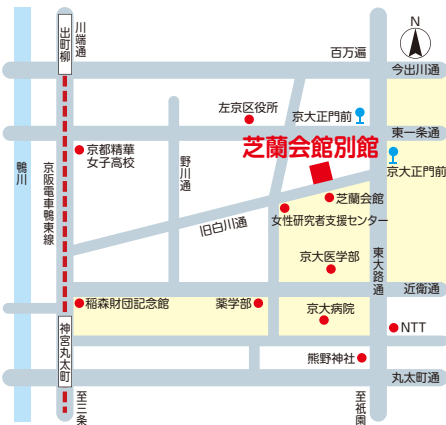 出町柳
川端通
百万遍
N
今出川通
左京区役所
京大正門前
東一条通
京都精華
女子高校
芝蘭会館別館
京大正門前
鴨川
京阪電車鴨東線
野川通
旧白川通
芝蘭会館
女性研究者支援センター
京大医学部
東大路通
近衛通
稲森財団記念館
薬学部
京大病院
神宮丸太町
NTT
熊野神社
丸太町通
至三条
至祇園